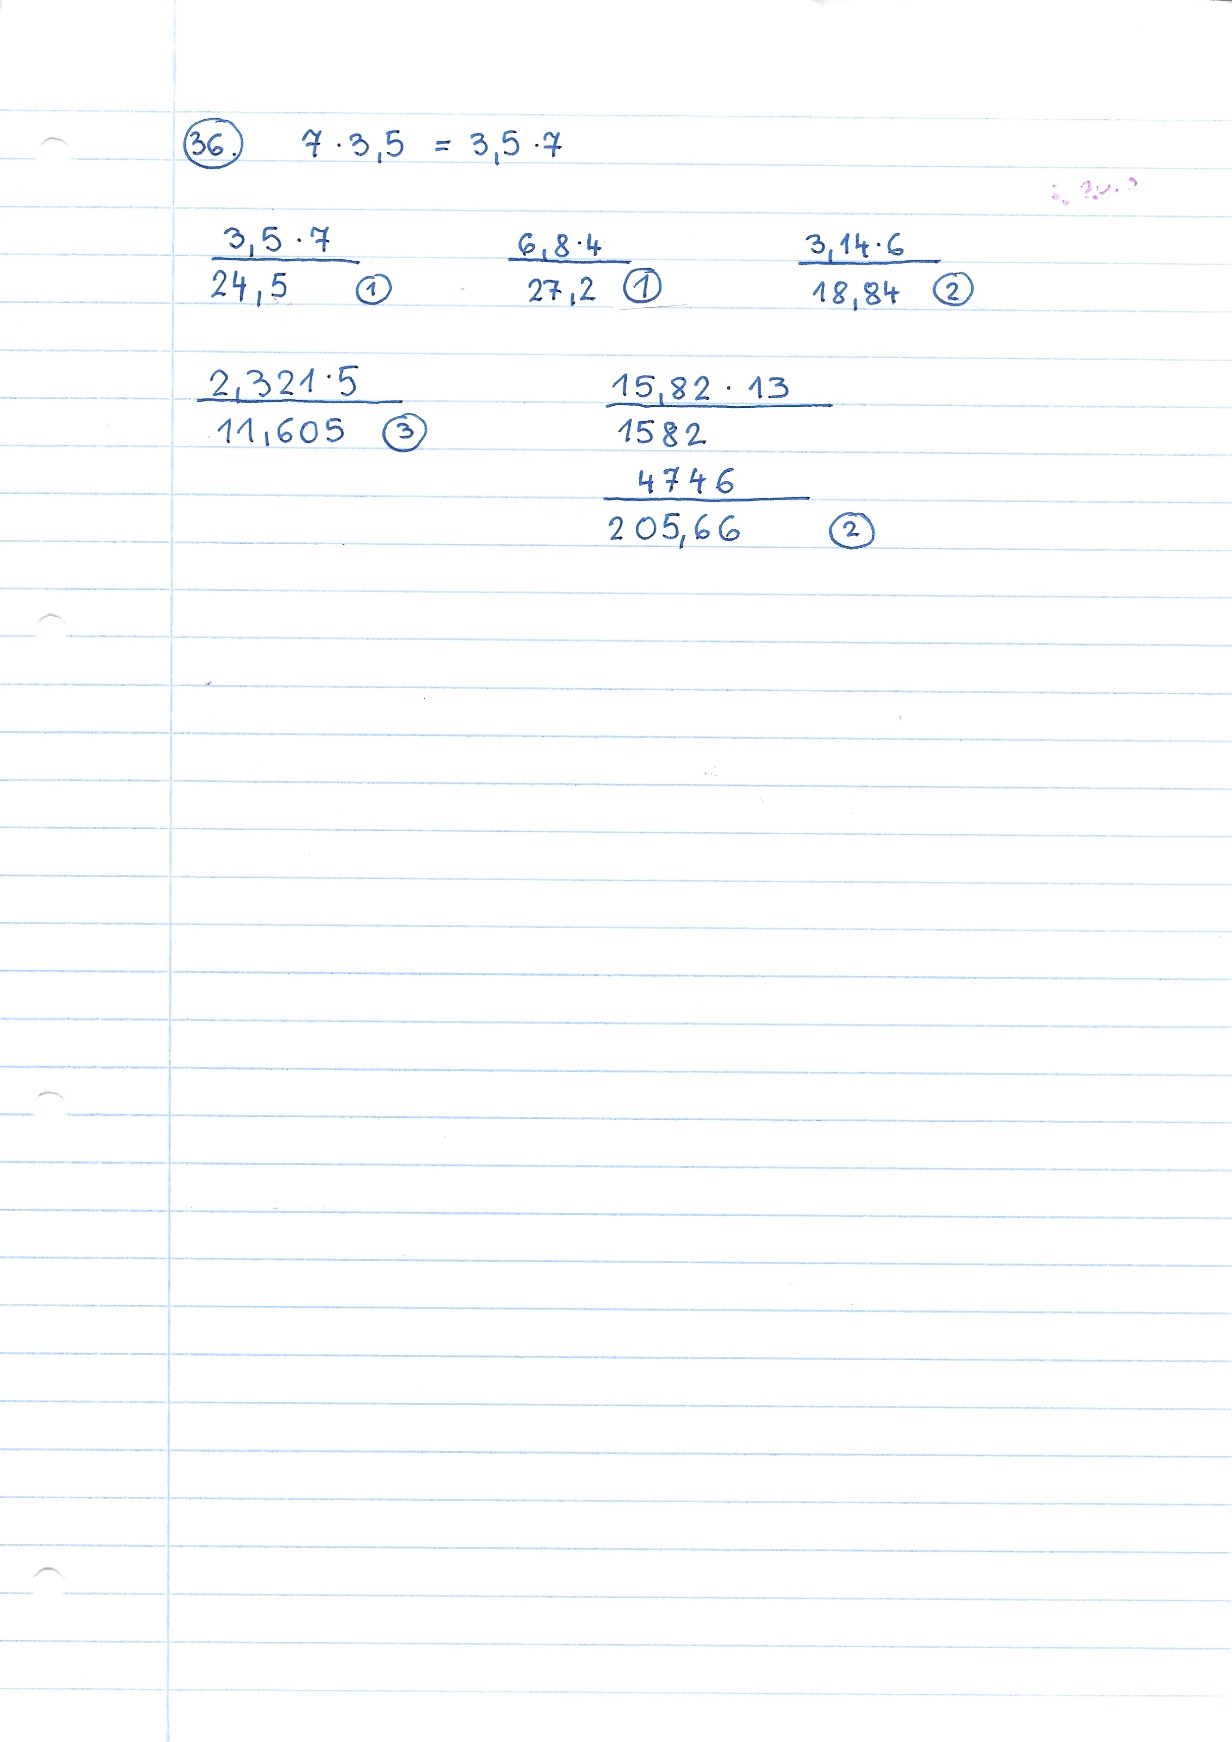 36. 7·3,5 = 3,5·7
3,5·7 6,8·4 3,14·6
24,5 1 27,2 1 18,84 2
2,321·5 15,82·13
11,605 3 1582
4746
205,66 2